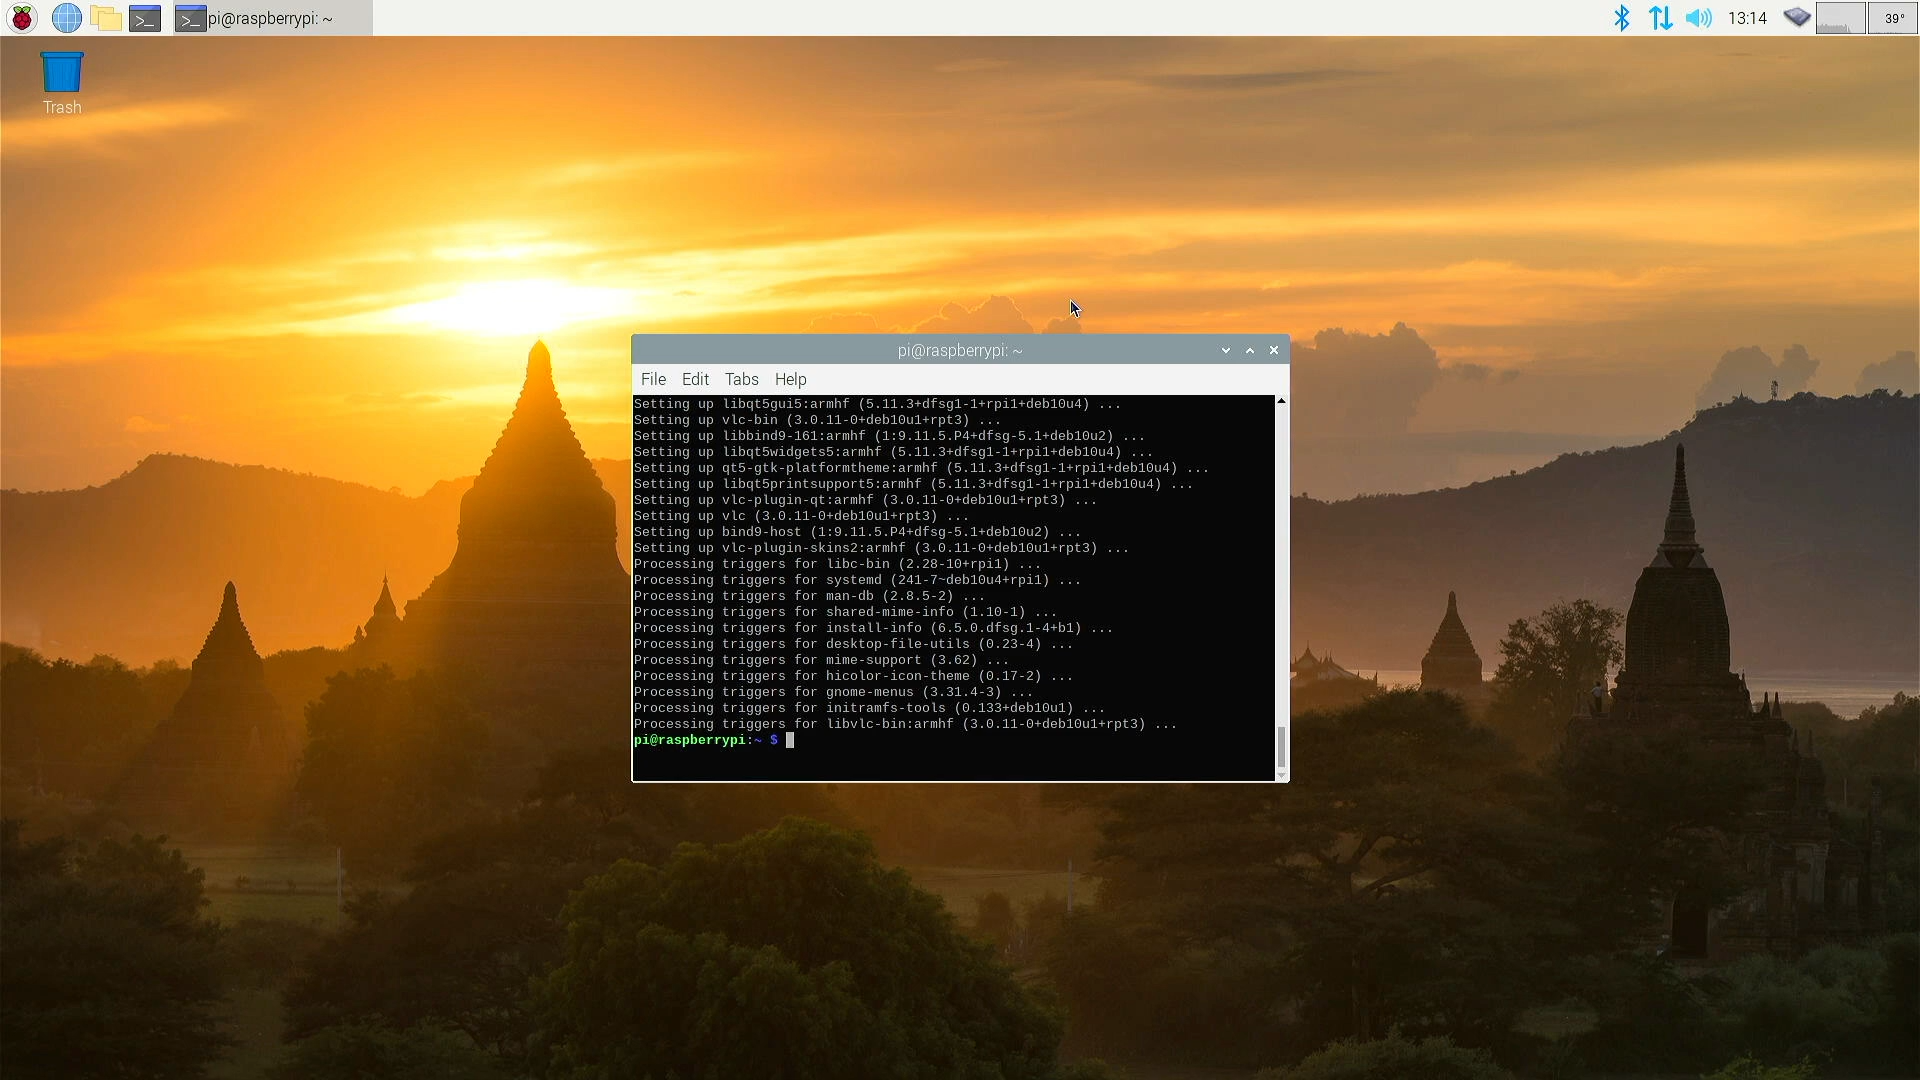 pi@raspberrypi: ~
13:14
39°
Trash
pi@raspberrypi: ~
File Edit Tabs Help
Setting up libqt5gui5:armhf (5.11.3+dfsg1-1+rpi1+deb10u4) ...
Setting up vlc-bin (3.0.11-0+deb10u1+rpt3) ...
Setting up libbind9-161:armhf (1:9.11.5.P4+dfsg-5.1+deb10u2) ...
Setting up libqt5widgets5:armhf (5.11.3+dfsg1-1+rpi1+deb10u4) ...
Setting up qt5-gtk-platformtheme:armhf (5.11.3+dfsg1-1+rpi1+deb10u4) ...
Setting up libqt5printsupport5:armhf (5.11.3+dfsg1-1+rpi1+deb10u4) ...
Setting up vlc-plugin-qt:armhf (3.0.11-0+deb10u1+rpt3) ...
Setting up vlc (3.0.11-0+deb10u1+rpt3) ...
Setting up bind9-host (1:9.11.5.P4+dfsg-5.1+deb10u2) ...
Setting up vlc-plugin-skins2:armhf (3.0.11-0+deb10u1+rpt3) ...
Processing triggers for libc-bin (2.28-10+rpi1) ...
Processing triggers for systemd (241-7~deb10u4+rpi1) ...
Processing triggers for man-db (2.8.5-2) ...
Processing triggers for shared-mime-info (1.10-1) ...
Processing triggers for install-info (6.5.0.dfsg.1-4+b1) ...
Processing triggers for desktop-file-utils (0.23-4) ...
Processing triggers for mime-support (3.62) ...
Processing triggers for hicolor-icon-theme (0.17-2) ...
Processing triggers for gnome-menus (3.31.4-3) ...
Processing triggers for initramfs-tools (0.133+deb10u1) ...
Processing triggers for libvlc-bin:armhf (3.0.11-0+deb10u1+rpt3) ...
pi@raspberrypi:~ $